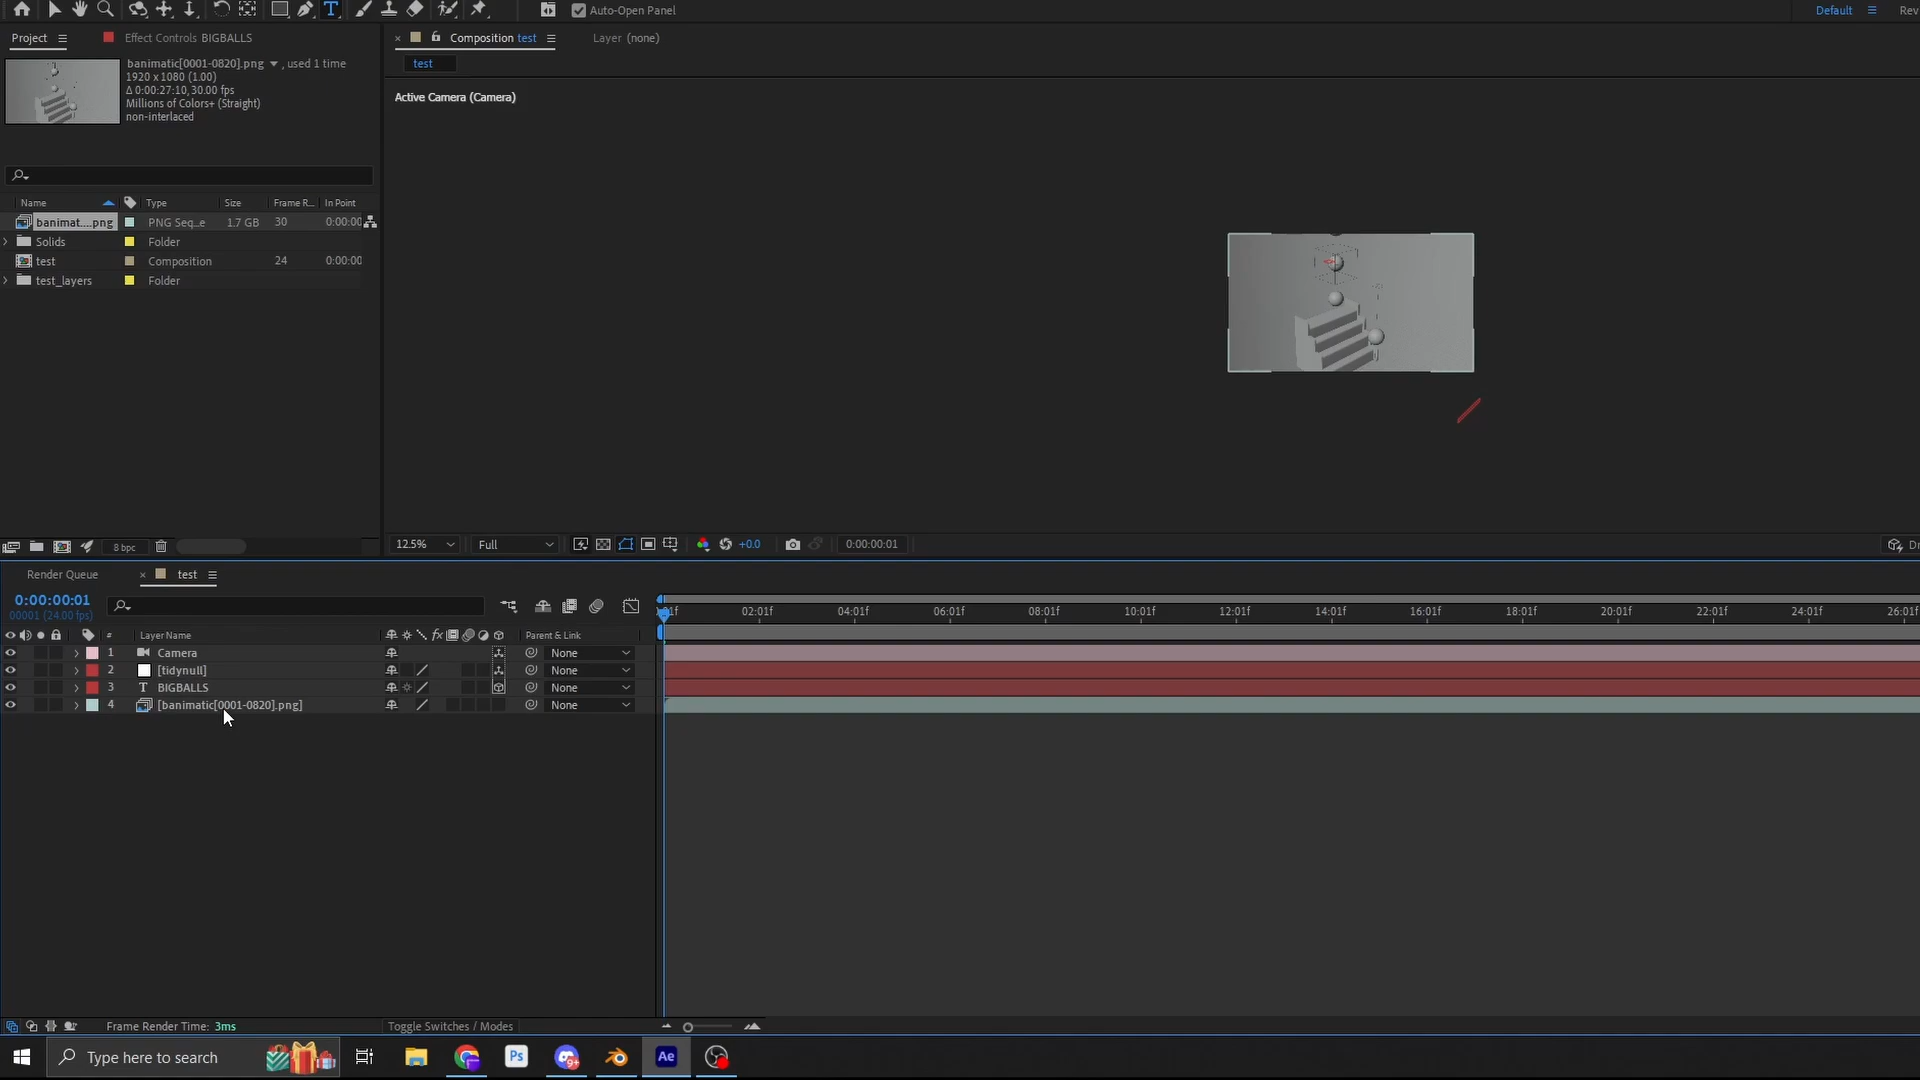 Auto-Open Panel
Default
Rev
Project
Effect Controls BIGBALLS
Composition test
Layer (none)
banimatic[0001-0820].png , used 1 time
1920 x 1080 (1.00)
Δ 0:00:27:10, 30.00 fps
Millions of Colors+ (Straight)
non-interlaced
test
Active Camera (Camera)
Name Type Size Frame R... In Point
banimat....png PNG Seq...e 1.7 GB 30 0:00:00
Solids Folder
test Composition 24 0:00:00
test_layers Folder
8 bpc
12.5% Full +0.0 0:00:00:01
Render Queue
test
0:00:00:01
00001 (24.00 fps)
02:01f 04:01f 06:01f 08:01f 10:01f 12:01f 14:01f 16:01f 18:01f 20:01f 22:01f 24:01f 26:01f
# Layer Name fx Parent & Link
1 Camera None
2 [tidynull] None
3 T BIGBALLS None
4 [banimatic[0001-0820].png] None
Frame Render Time: 3ms
Toggle Switches / Modes
Type here to search
Ps
9+
Ae